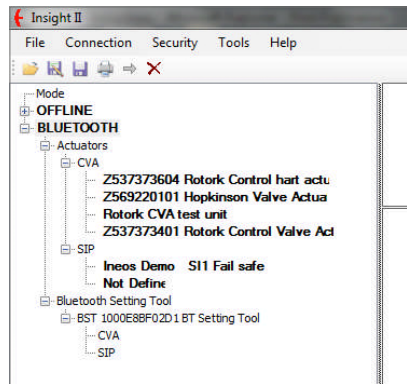 Insight II
File Connection Security Tools Help
Mode
OFFLINE
BLUETOOTH
Actuators
CVA
Z537373604 Rotork Control hart actu
Z569220101 Hopkinson Valve Actua
Rotork CVA test unit
Z537373401 Rotork Control Valve Act
SIP
Ineos Demo SI1 Fail safe
Not Define
Bluetooth Setting Tool
BST 1000E8BF02D1 BT Setting Tool
CVA
SIP